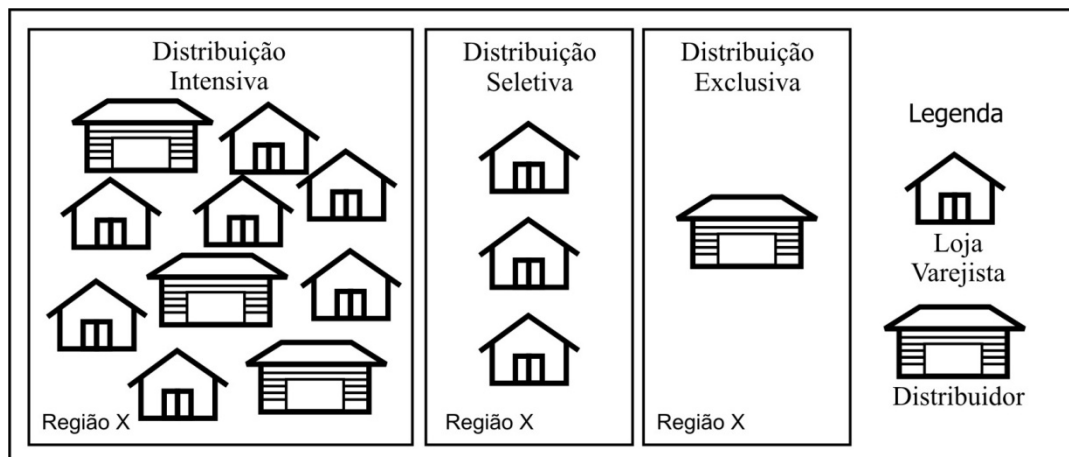 Distribuição
Intensiva
Região X
Distribuição
Seletiva
Região X
Distribuição
Exclusiva
Região X
Legenda
Loja
Varejista
Distribuidor